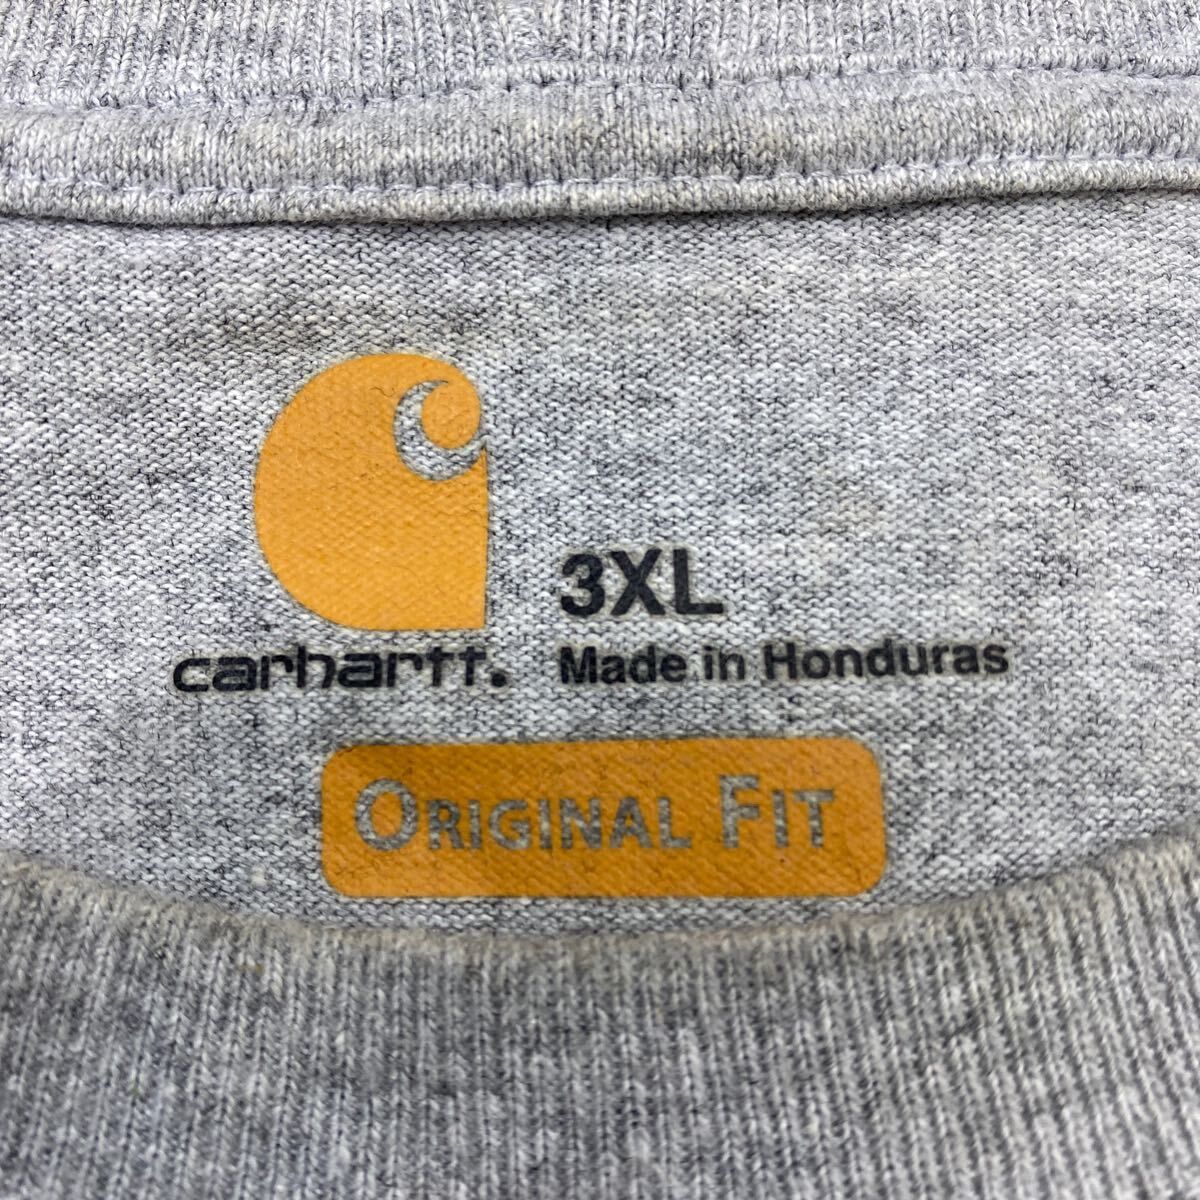 carhartt.
3XL
Made in Honduras
ORIGINAL FIT